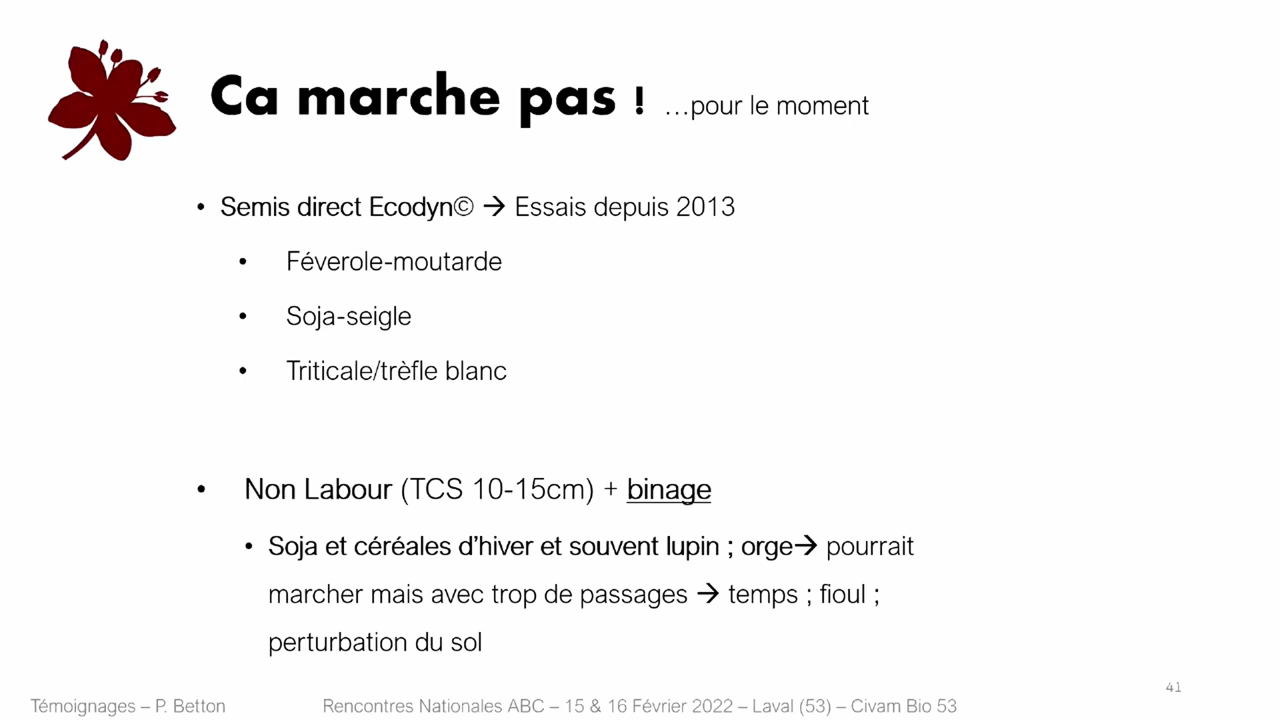 Ca marche pas ! ...pour le moment
• Semis direct Ecodyn© → Essais depuis 2013
• Féverole-moutarde
• Soja-seigle
• Triticale/trèfle blanc
• Non Labour (TCS 10-15cm) + binage
• Soja et céréales d'hiver et souvent lupin ; orge→ pourrait
marcher mais avec trop de passages → temps ; fioul ;
perturbation du sol
41
Témoignages – P. Betton Rencontres Nationales ABC – 15 & 16 Février 2022 – Laval (53) – Civam Bio 53